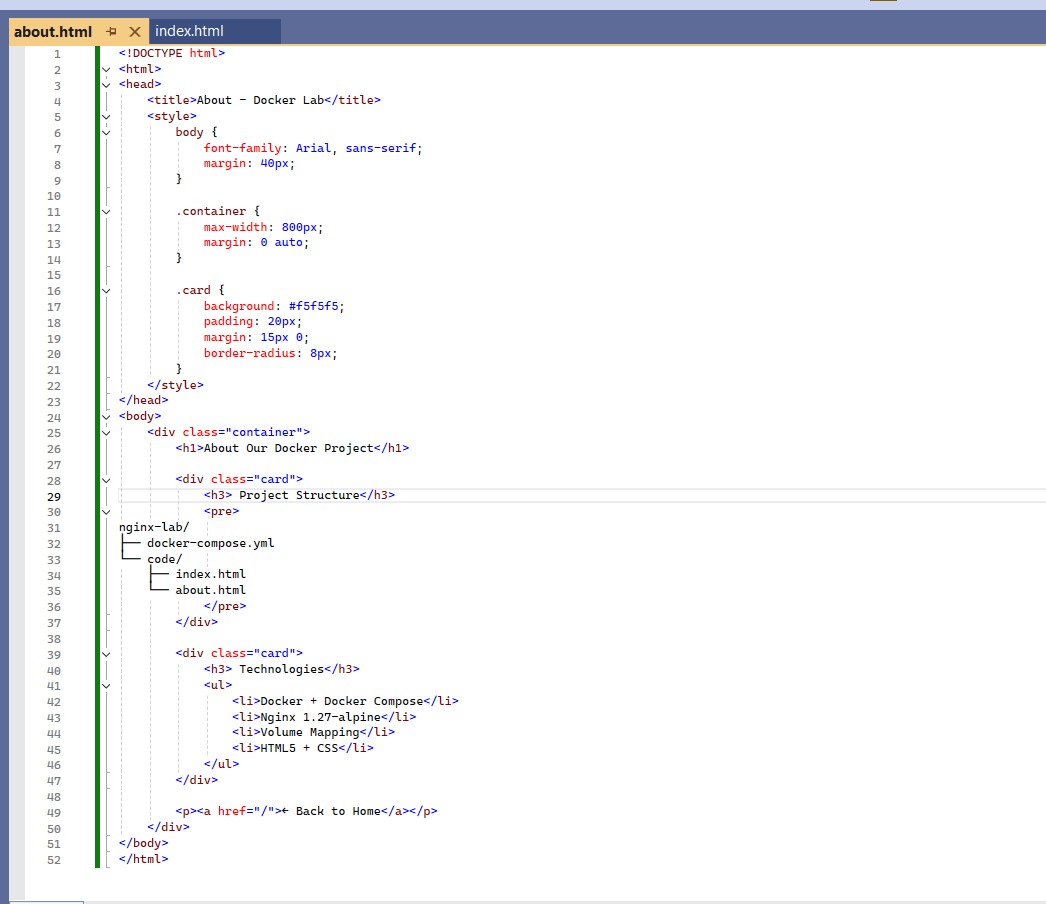 about.html index.html
1 <!DOCTYPE html>
2 <html>
3 <head>
4     <title>About - Docker Lab</title>
5     <style>
6         body {
7             font-family: Arial, sans-serif;
8             margin: 40px;
9         }
10
11         .container {
12             max-width: 800px;
13             margin: 0 auto;
14         }
15
16         .card {
17             background: #f5f5f5;
18             padding: 20px;
19             margin: 15px 0;
20             border-radius: 8px;
21         }
22     </style>
23 </head>
24 <body>
25     <div class="container">
26         <h1>About Our Docker Project</h1>
27
28         <div class="card">
29             <h3> Project Structure</h3>
30             <pre>
31 nginx-lab/
32 ├── docker-compose.yml
33 └── code/
34     ├── index.html
35     └── about.html
36             </pre>
37         </div>
38
39         <div class="card">
40             <h3> Technologies</h3>
41             <ul>
42                 <li>Docker + Docker Compose</li>
43                 <li>Nginx 1.27-alpine</li>
44                 <li>Volume Mapping</li>
45                 <li>HTML5 + CSS</li>
46             </ul>
47         </div>
48
49         <p><a href="/">← Back to Home</a></p>
50     </div>
51 </body>
52 </html>